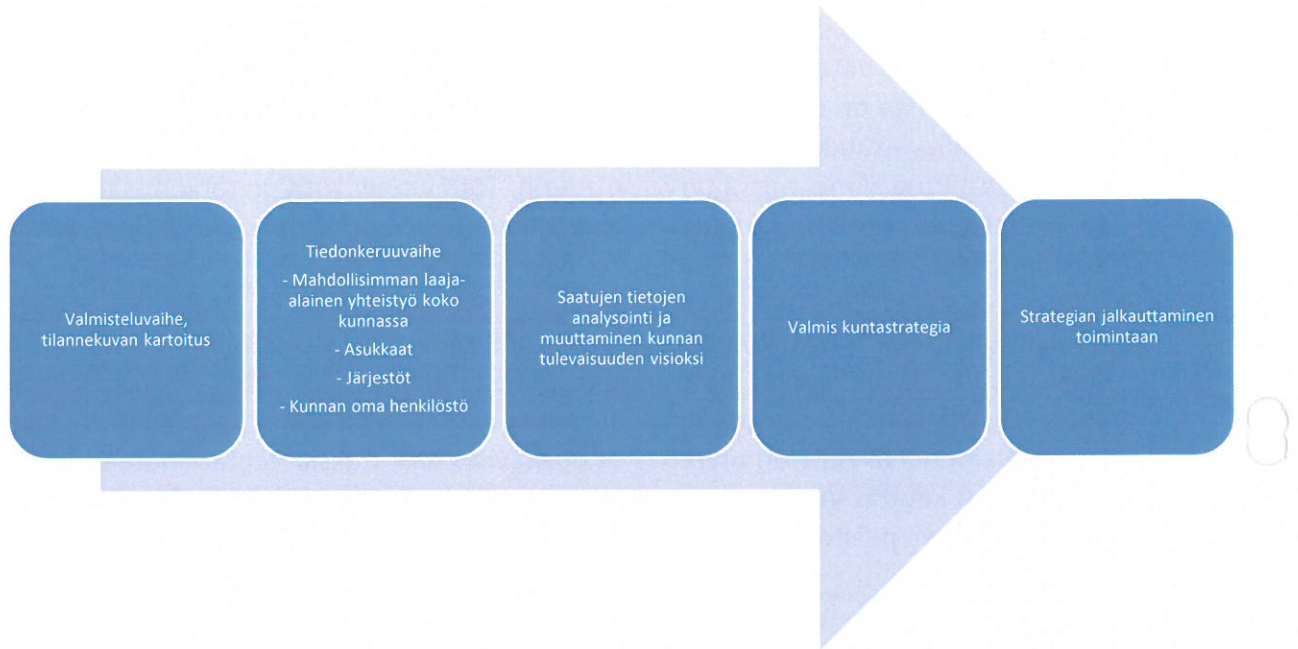 Valmisteluvaihe,
tilannekuvan kartoitus
Tiedonkeruuvaihe
- Mahdollisimman laaja-
alainen yhteistyö koko
kunnassa
- Asukkaat
- Järjestöt
- Kunnan oma henkilöstö
Saatujen tietojen
analysointi ja
muuttaminen kunnan
tulevaisuuden visioksi
Valmis kuntastrategia
Strategian jalkauttaminen
toimintaan